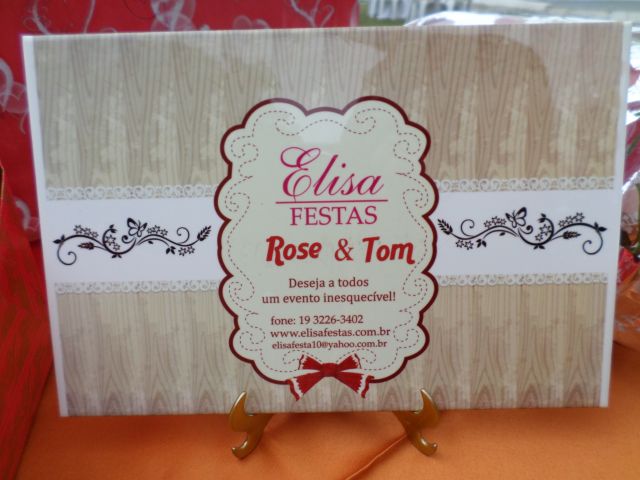 Elisa
FESTAS
Rose & Tom
Deseja a todos
um evento inesquecível!
fone: 19 3226-3402
www.elisafestas.com.br
elisafesta10@yahoo.com.br